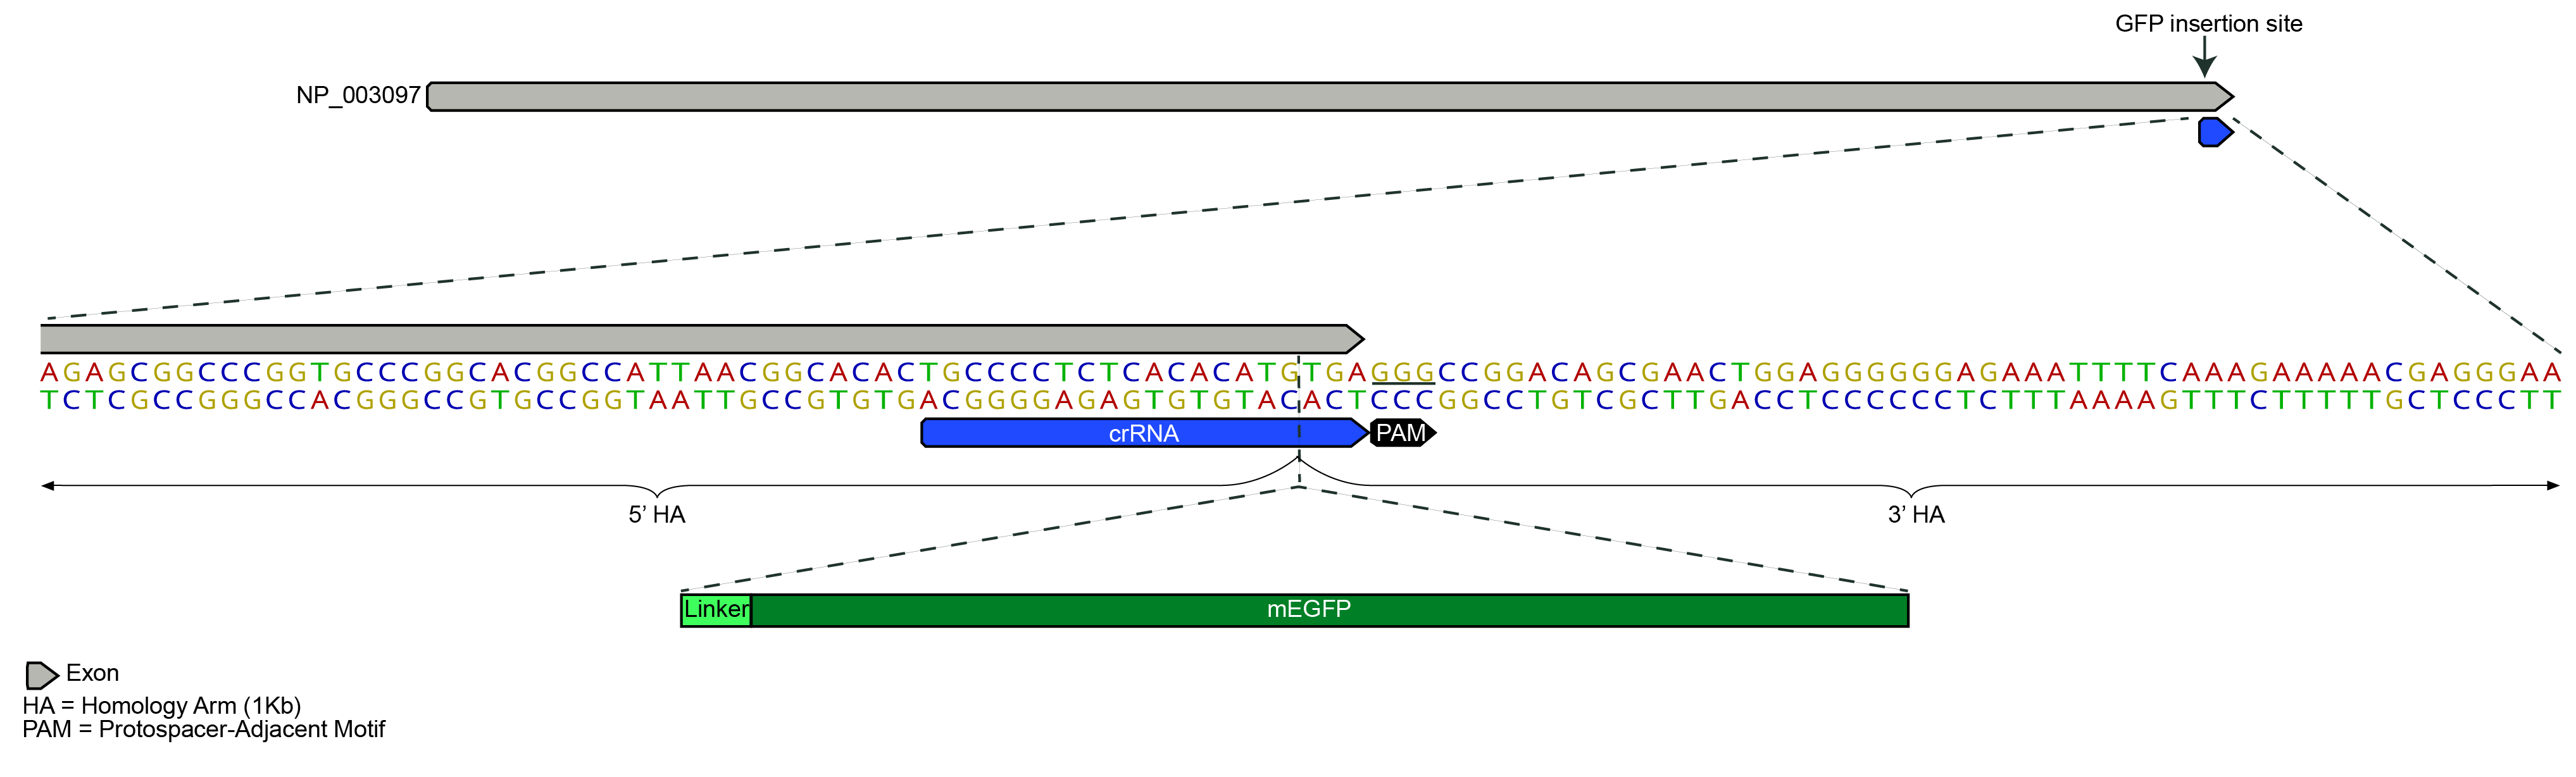 GFP insertion site
NP_003097
AGAGCGGCCCGGTGCCCGGCACGGCCATTAACGGCACACTGCCCCTCTCACACATGTGAGGGCCGGACAGCGAACTGGAGGGGGGAGAAATTTTCAAAGAAAAACGAGGGAA
TCTCGCCGGGCCACGGGCCGTGCCGGTAATTGCCGTGTGACGGGGAGAGTGTGTACACTCCCGGCCTGTCGCTTGACCTCCCCCCTCTTTAAAAGTTTCTTTTTGCTCCCTT
crRNA PAM
5’ HA 3’ HA
Linker mEGFP
Exon
HA = Homology Arm (1Kb)
PAM = Protospacer-Adjacent Motif